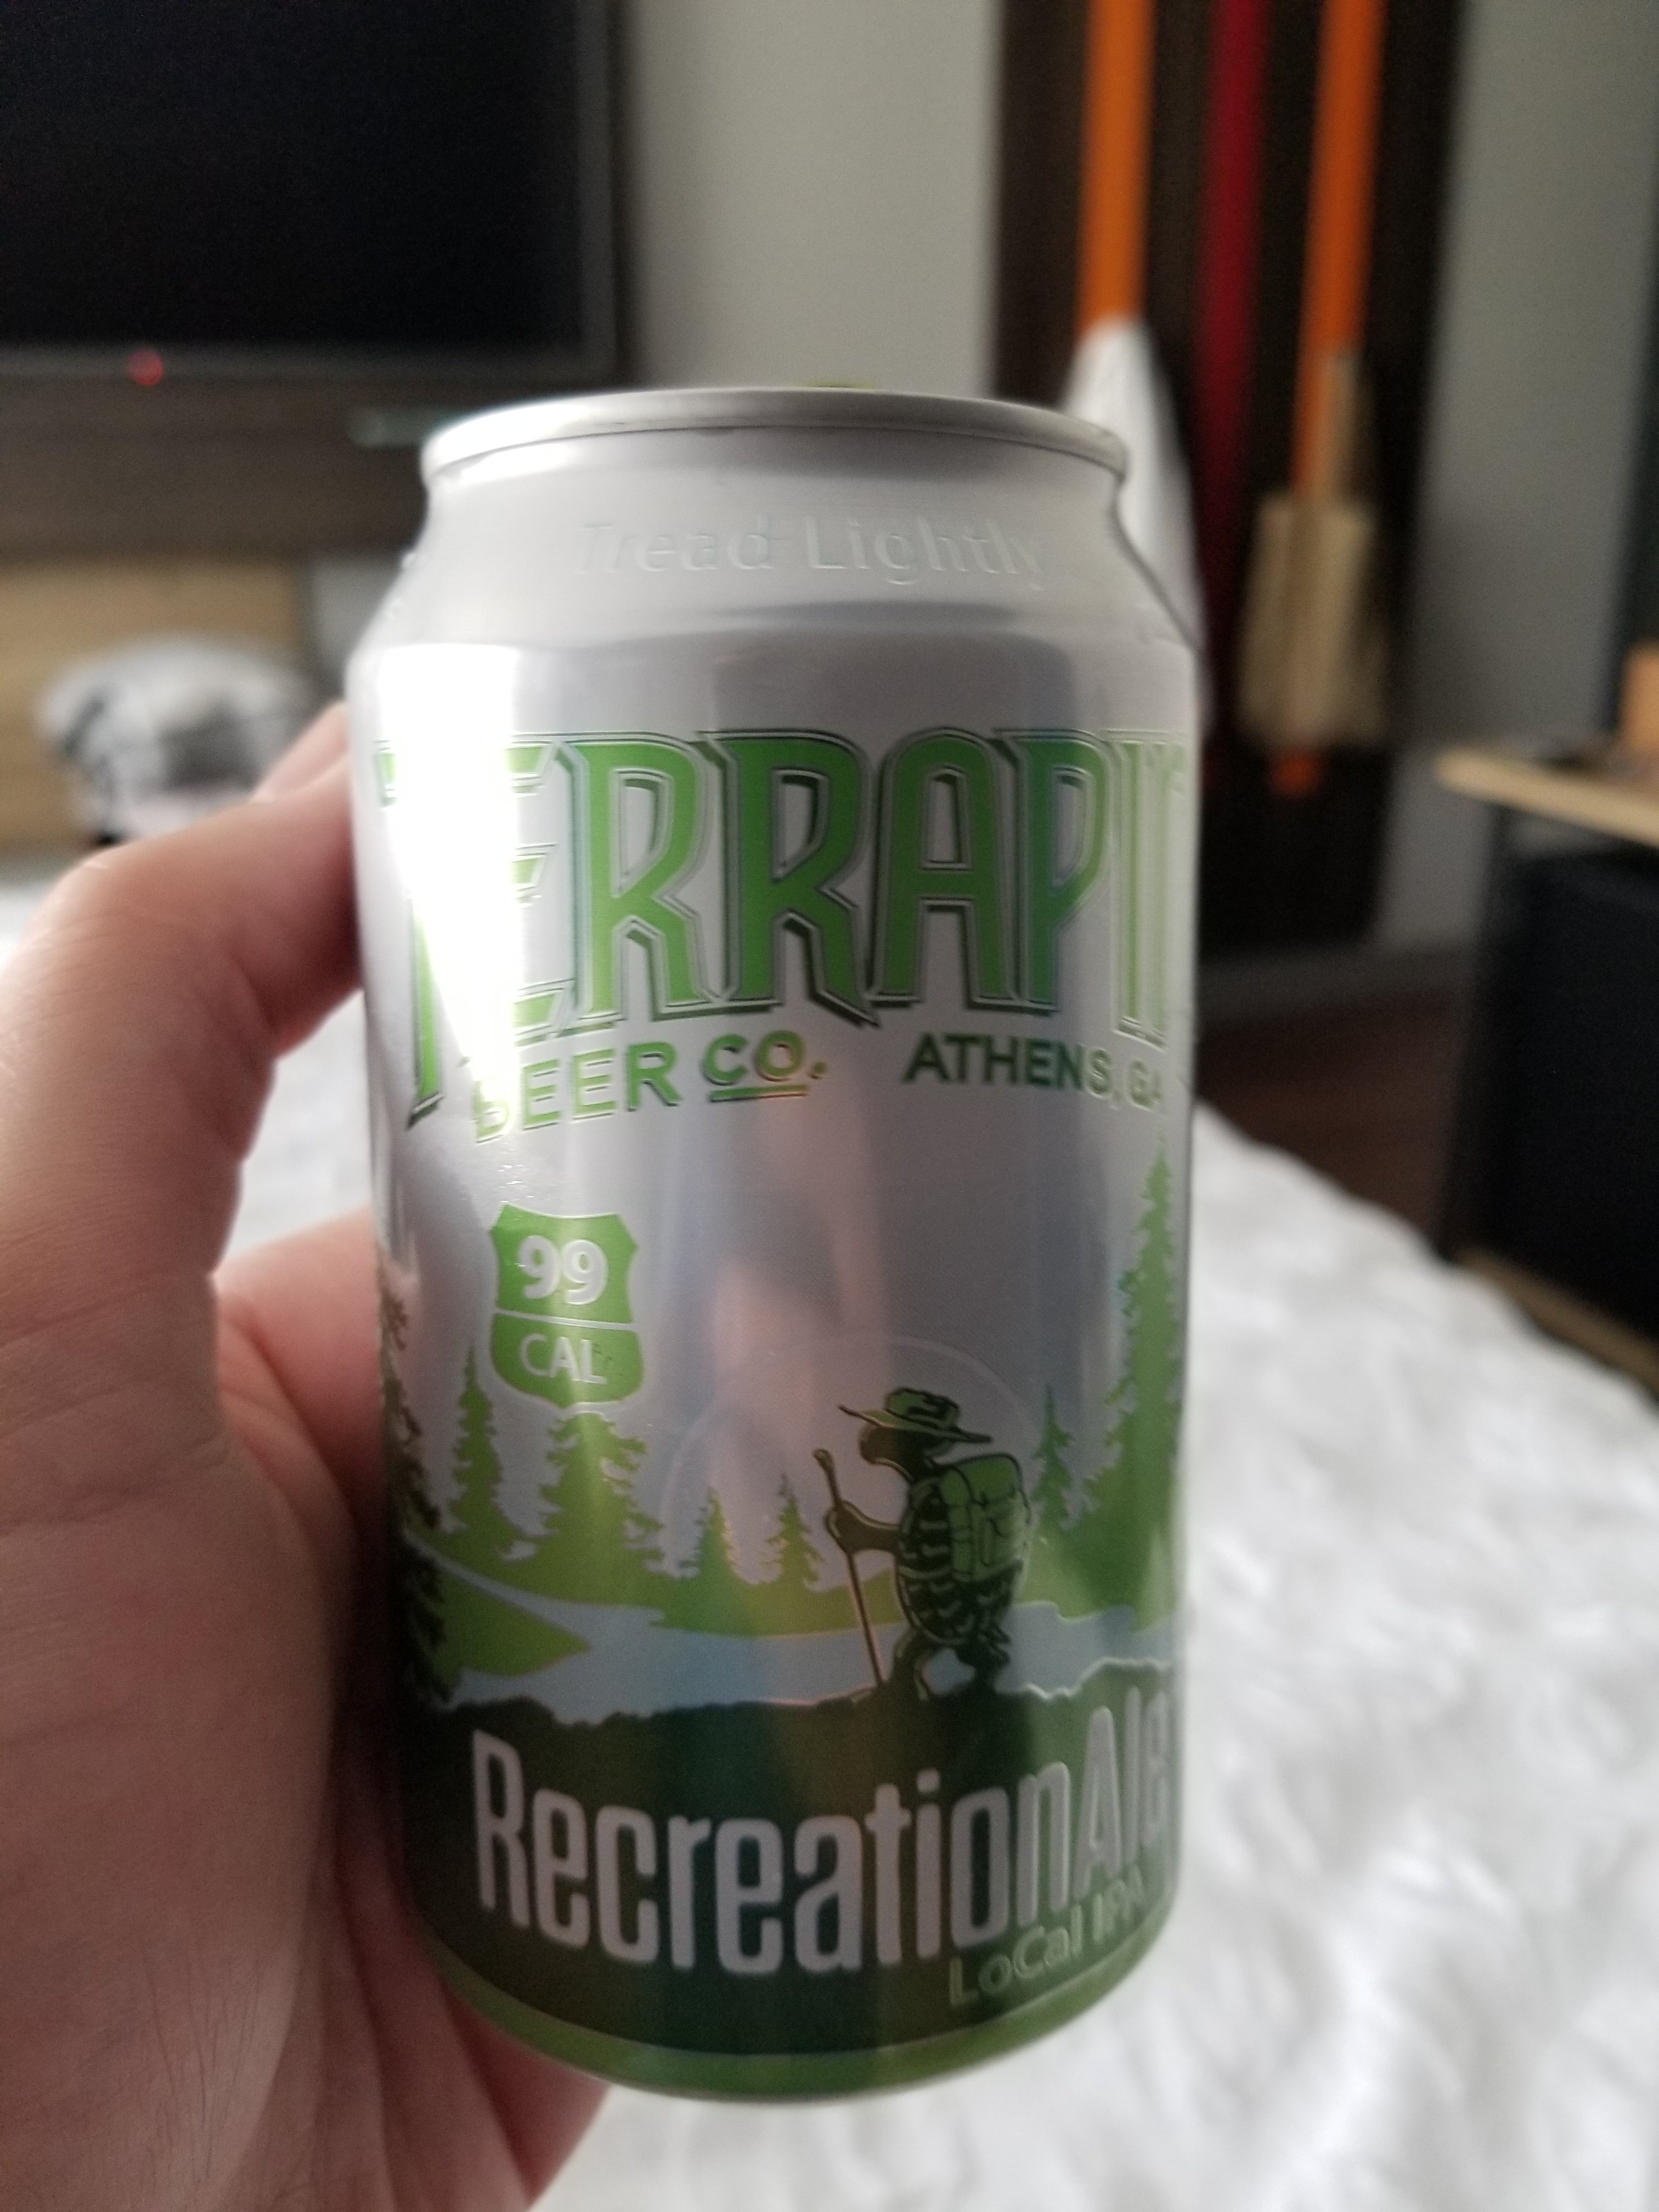 Tread Lightly
TERRAPIN
BEER CO. ATHENS, GA
99
CAL
RecreationAle
LoCal IPA